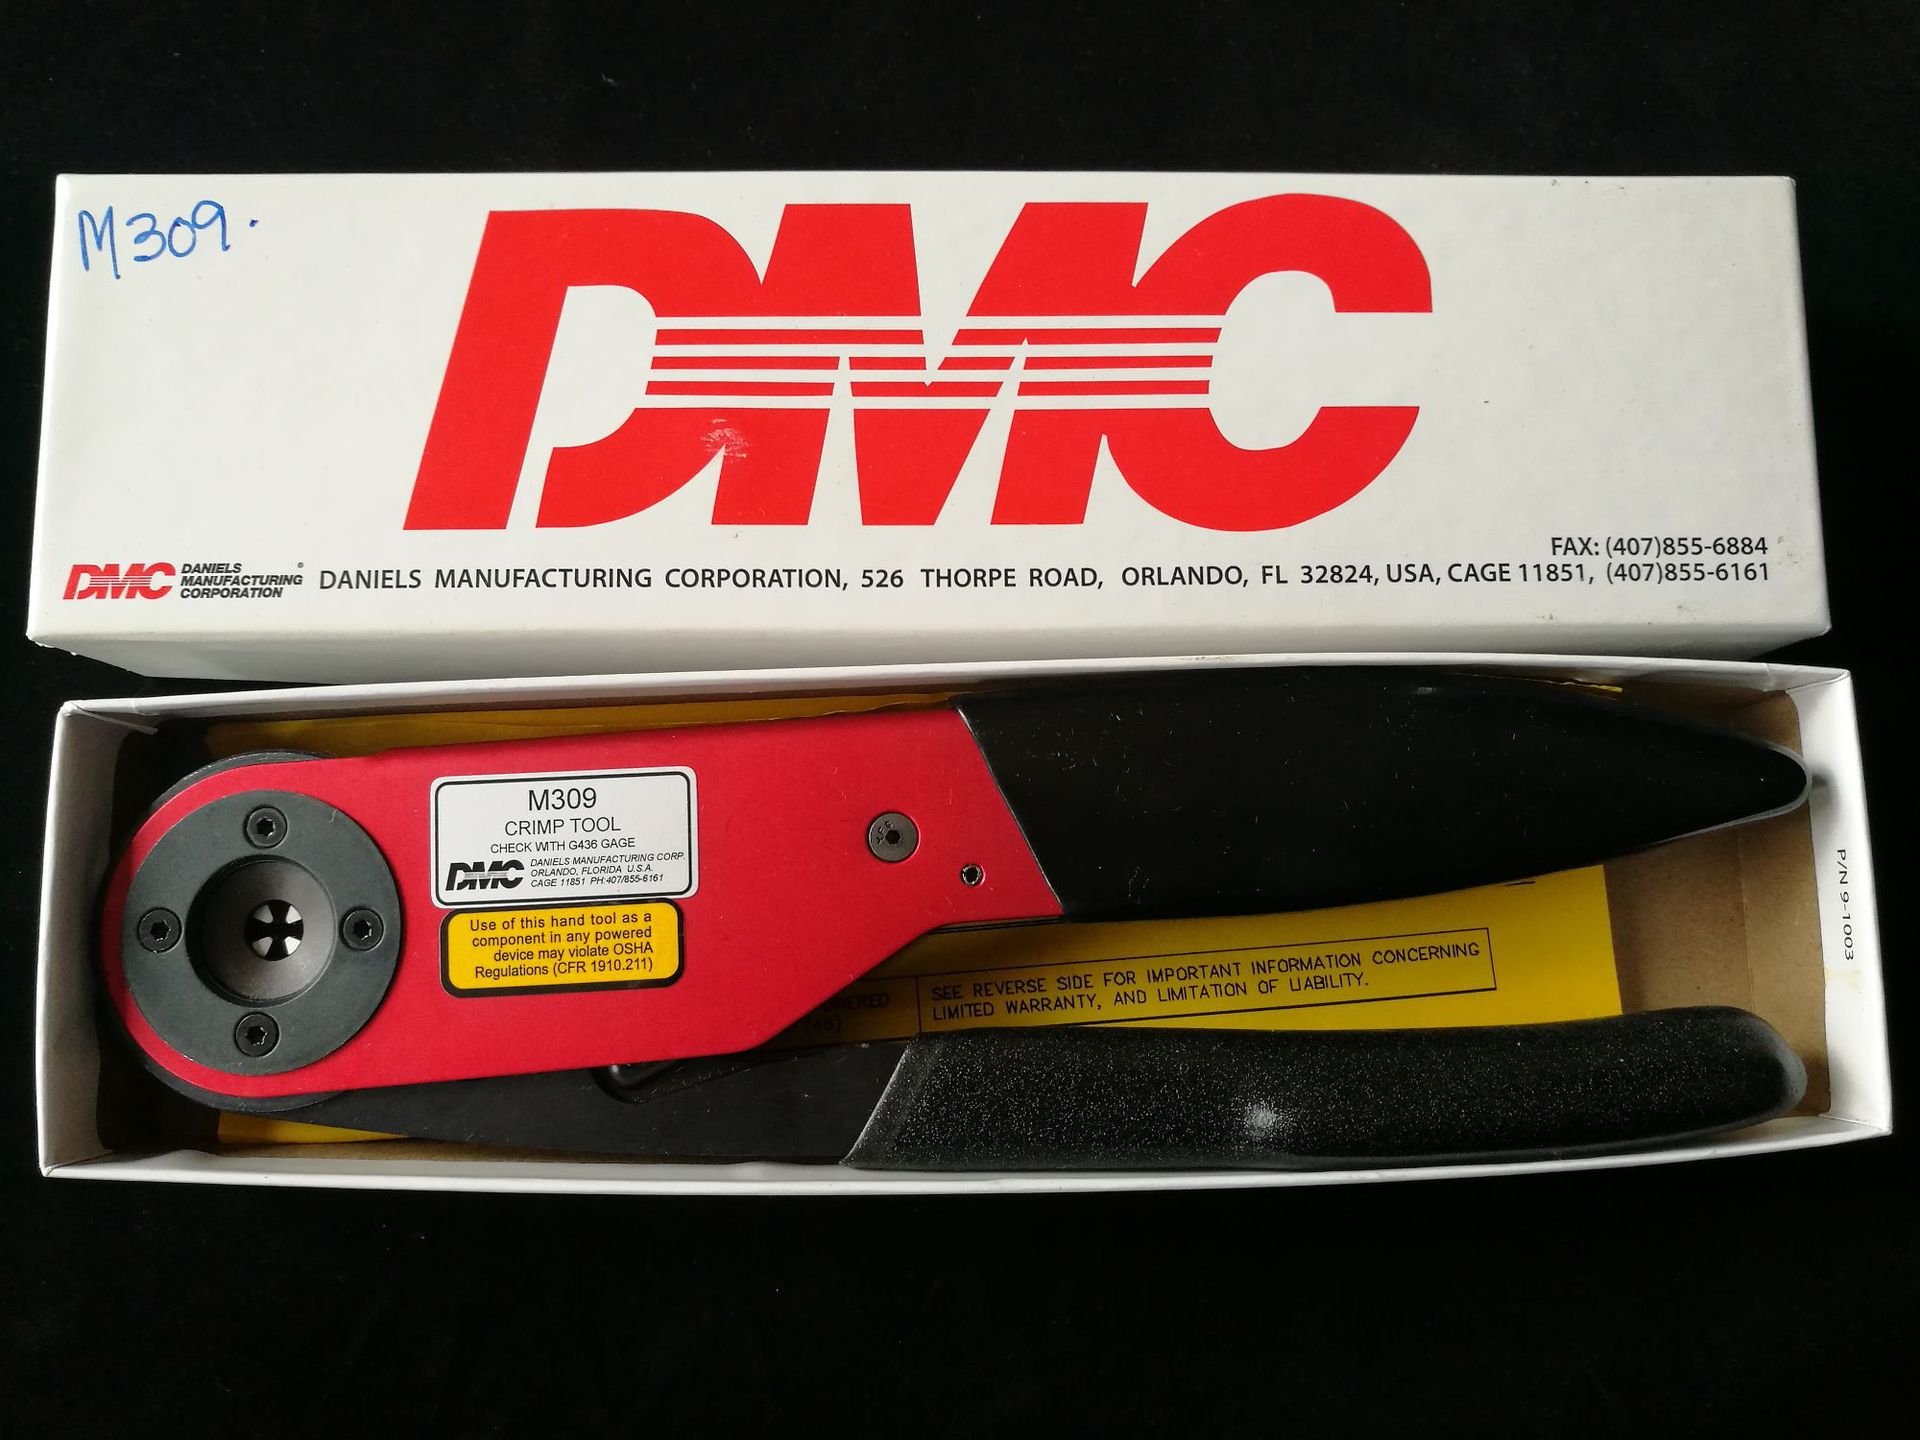 M309.
DMC
FAX: (407)855-6884
DMC DANIELS MANUFACTURING CORPORATION ®
DANIELS MANUFACTURING CORPORATION, 526 THORPE ROAD, ORLANDO, FL 32824, USA, CAGE 11851, (407)855-6161
M309
CRIMP TOOL
CHECK WITH G436 GAGE
DMC
DANIELS MANUFACTURING CORP.
ORLANDO, FLORIDA U.S.A.
CAGE 11851 PH:407/855-6161
Use of this hand tool as a
component in any powered
device may violate OSHA
Regulations (CFR 1910.211)
SEE REVERSE SIDE FOR IMPORTANT INFORMATION CONCERNING
LIMITED WARRANTY, AND LIMITATION OF LIABILITY.
P/N 9-1003